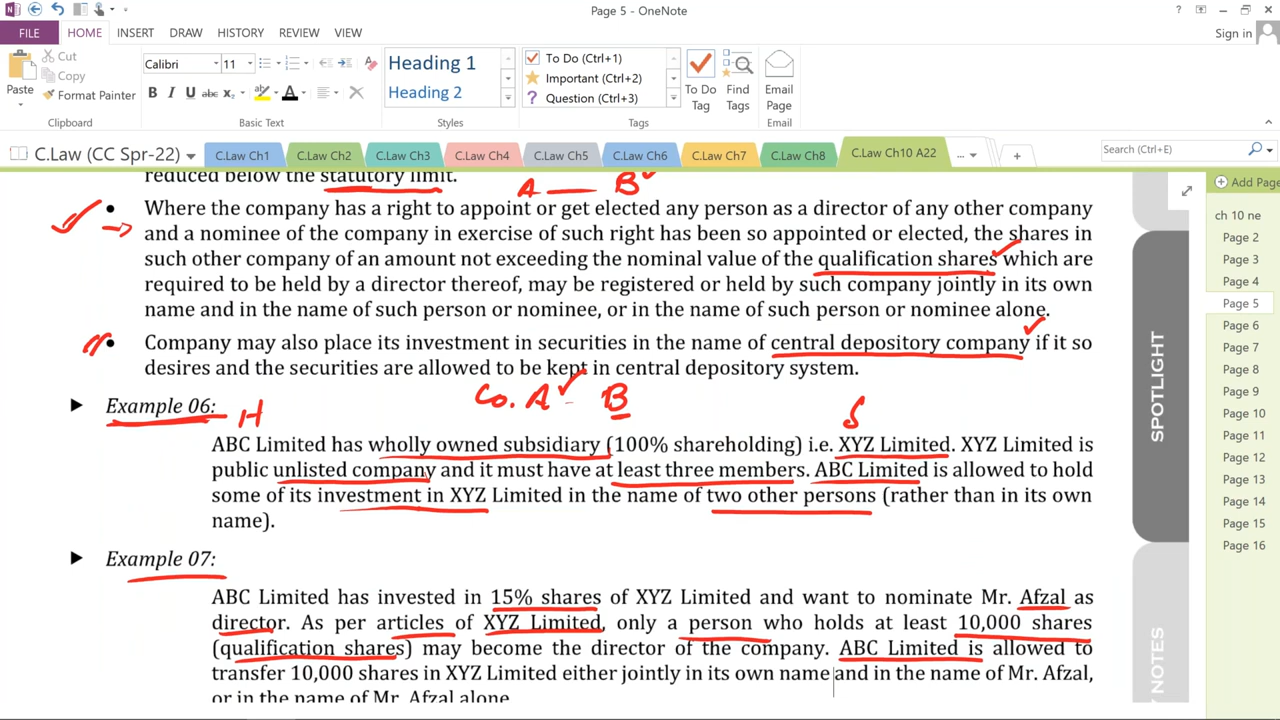 Page 5 - OneNote
FILE HOME INSERT DRAW HISTORY REVIEW VIEW
Sign in
Paste
Cut
Copy
Format Painter
Clipboard
Calibri 11
B I U abc X₂ A
Basic Text
Heading 1
Heading 2
Styles
To Do (Ctrl+1)
Important (Ctrl+2)
Question (Ctrl+3)
To Do Tag
Find Tags
Tags
Email Page
Email
C.Law (CC Spr-22) C.Law Ch1 C.Law Ch2 C.Law Ch3 C.Law Ch4 C.Law Ch5 C.Law Ch6 C.Law Ch7 C.Law Ch8 C.Law Ch10 A22 ... +
Search (Ctrl+E)
reduced below the statutory limit.
A — B
• Where the company has a right to appoint or get elected any person as a director of any other company
and a nominee of the company in exercise of such right has been so appointed or elected, the shares in
such other company of an amount not exceeding the nominal value of the qualification shares which are
required to be held by a director thereof, may be registered or held by such company jointly in its own
name and in the name of such person or nominee, or in the name of such person or nominee alone.
• Company may also place its investment in securities in the name of central depository company if it so
desires and the securities are allowed to be kept in central depository system.
Co. A - B
Example 06:
H S
ABC Limited has wholly owned subsidiary (100% shareholding) i.e. XYZ Limited. XYZ Limited is
public unlisted company and it must have at least three members. ABC Limited is allowed to hold
some of its investment in XYZ Limited in the name of two other persons (rather than in its own
name).
Example 07:
ABC Limited has invested in 15% shares of XYZ Limited and want to nominate Mr. Afzal as
director. As per articles of XYZ Limited, only a person who holds at least 10,000 shares
(qualification shares) may become the director of the company. ABC Limited is allowed to
transfer 10,000 shares in XYZ Limited either jointly in its own name and in the name of Mr. Afzal,
or in the name of Mr. Afzal alone
SPOTLIGHT
NOTES
Add Page
ch 10 ne
Page 2
Page 3
Page 4
Page 5
Page 6
Page 7
Page 8
Page 9
Page 10
Page 11
Page 12
Page 13
Page 14
Page 15
Page 16